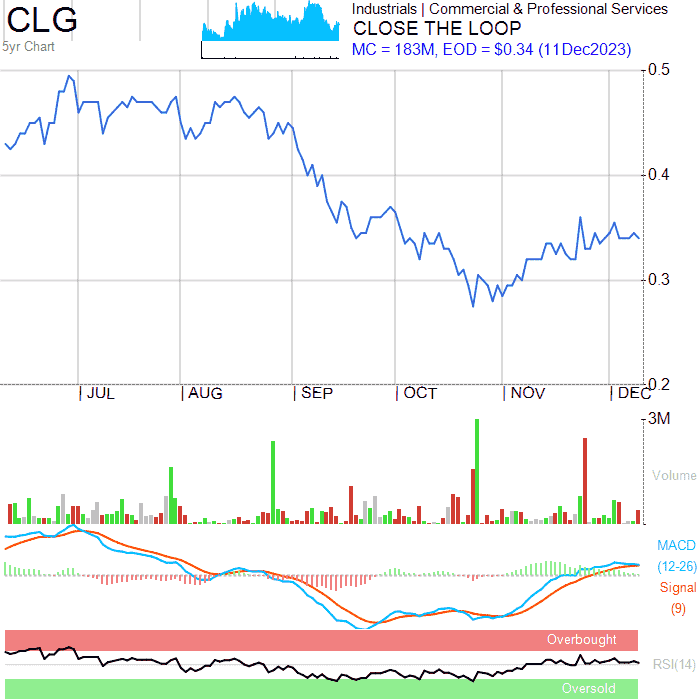 CLG
5yr Chart
Industrials | Commercial & Professional Services
CLOSE THE LOOP
MC = 183M, EOD = $0.34 (11Dec2023)
0.5
0.4
0.3
0.2
JUL AUG SEP OCT NOV DEC
3M
Volume
MACD
(12-26)
Signal
(9)
Overbought
RSI(14)
Oversold